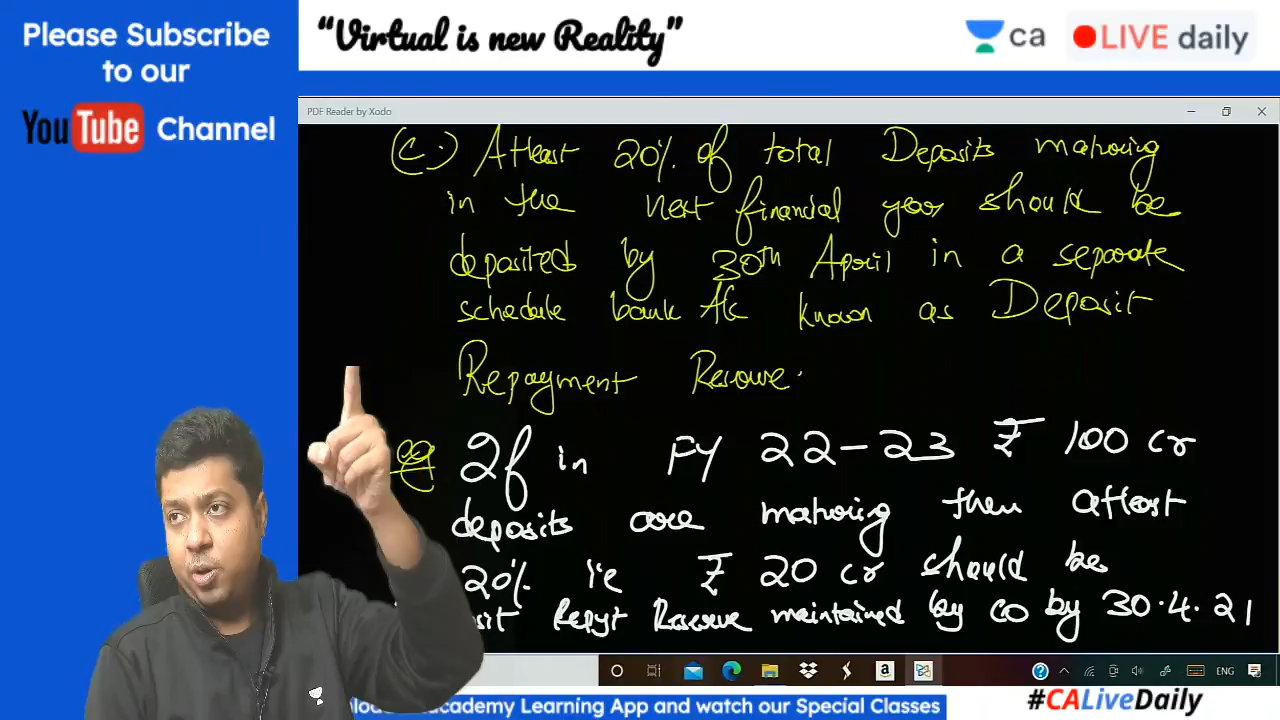 Please Subscribe
to our
YouTube Channel
“Virtual is new Reality”
ca
LIVE daily
PDF Reader by Xodo
(c.) Atleast 20% of total Deposits maturing
in the next financial year should be
deposited by 30th April in a separate
schedule bank A/c known as Deposit
Repayment Reserve.
eg If in FY 22-23 ₹ 100 cr
deposits are maturing then atleast
20% ie ₹ 20 cr should be
Repyt Reserve maintained by co by 30.4.21
ENG
academy Learning App and watch our Special Classes
#CALiveDaily